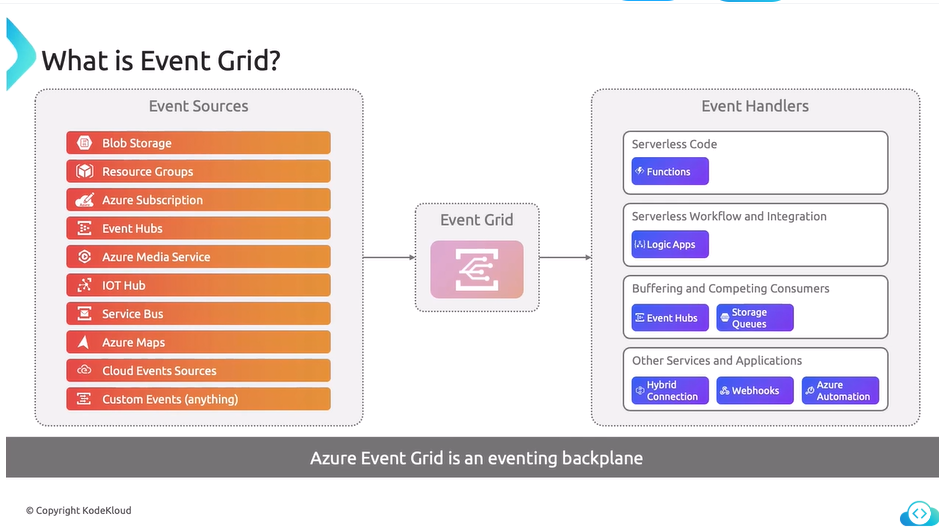 What is Event Grid?
Event Sources
Blob Storage
Resource Groups
Azure Subscription
Event Hubs
Azure Media Service
IOT Hub
Service Bus
Azure Maps
Cloud Events Sources
Custom Events (anything)
Event Grid
Event Handlers
Serverless Code
Functions
Serverless Workflow and Integration
Logic Apps
Buffering and Competing Consumers
Event Hubs
Storage
Queues
Other Services and Applications
Hybrid
Connection
Webhooks
Azure
Automation
Azure Event Grid is an eventing backplane
© Copyright KodeKloud